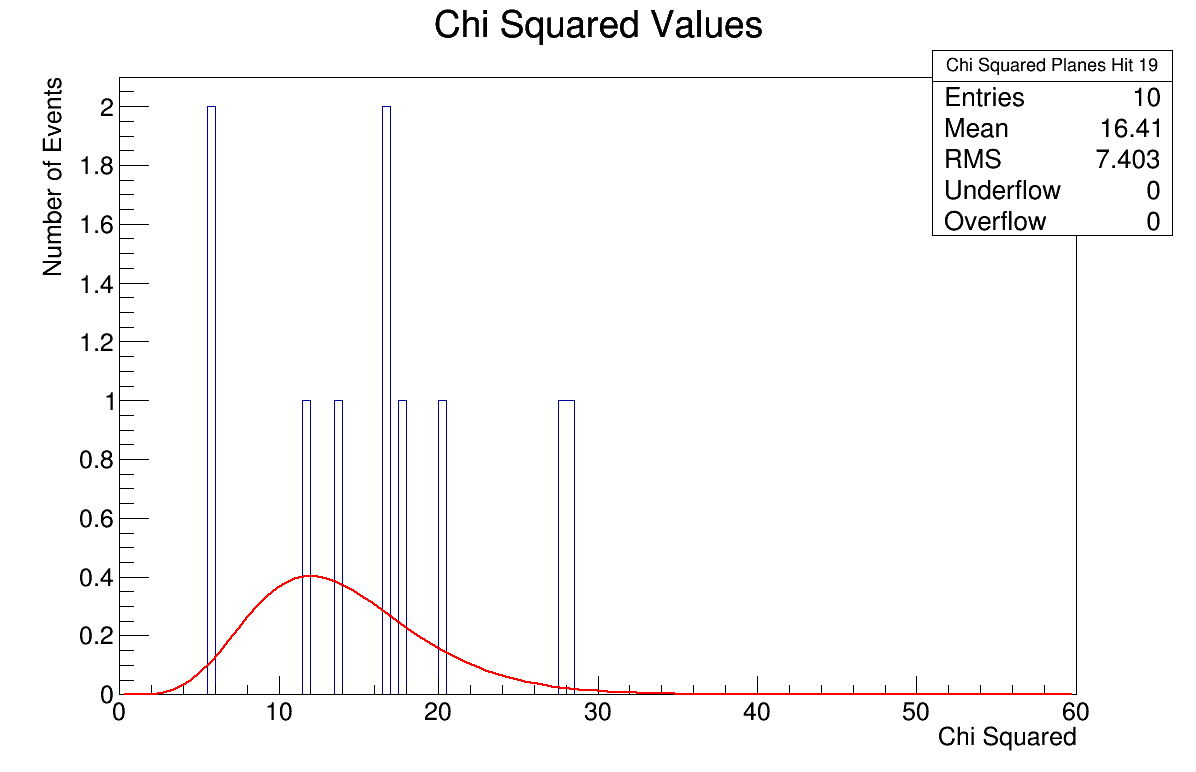 Chi Squared Values
Chi Squared Planes Hit 19
Entries 10
Mean 16.41
RMS 7.403
Underflow 0
Overflow 0
Number of Events
2
1.8
1.6
1.4
1.2
1
0.8
0.6
0.4
0.2
0
0 10 20 30 40 50 60
Chi Squared